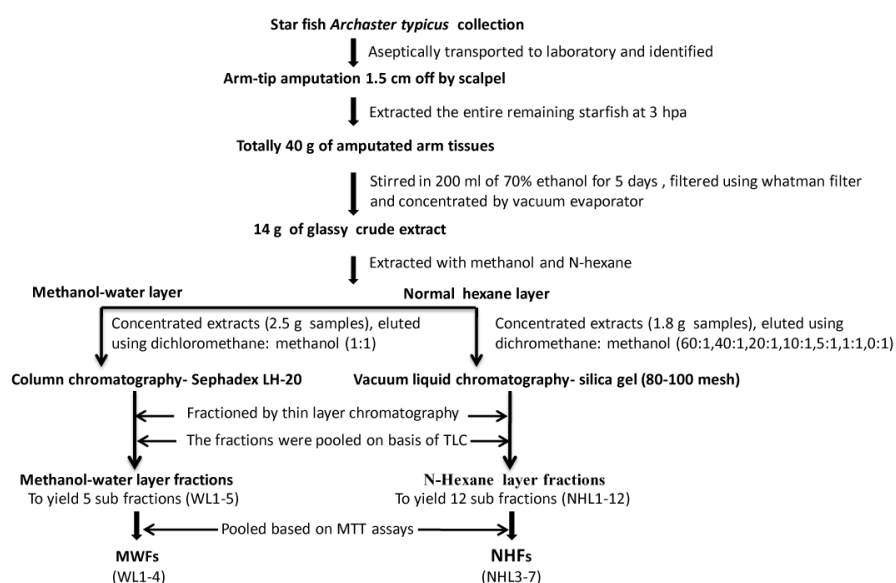 Star fish Archaster typicus collection
Aseptically transported to laboratory and identified
Arm-tip amputation 1.5 cm off by scalpel
Extracted the entire remaining starfish at 3 hpa
Totally 40 g of amputated arm tissues
Stirred in 200 ml of 70% ethanol for 5 days , filtered using whatman filter
and concentrated by vacuum evaporator
14 g of glassy crude extract
Extracted with methanol and N-hexane
Methanol-water layer
Normal hexane layer
Concentrated extracts (2.5 g samples), eluted
using dichloromethane: methanol (1:1)
Concentrated extracts (1.8 g samples), eluted using
dichromethane: methanol (60:1,40:1,20:1,10:1,5:1,1:1,0:1)
Column chromatography- Sephadex LH-20
Vacuum liquid chromatography- silica gel (80-100 mesh)
Fractioned by thin layer chromatography
The fractions were pooled on basis of TLC
Methanol-water layer fractions
To yield 5 sub fractions (WL1-5)
N-Hexane layer fractions
To yield 12 sub fractions (NHL1-12)
Pooled based on MTT assays
MWFs
(WL1-4)
NHFs
(NHL3-7)